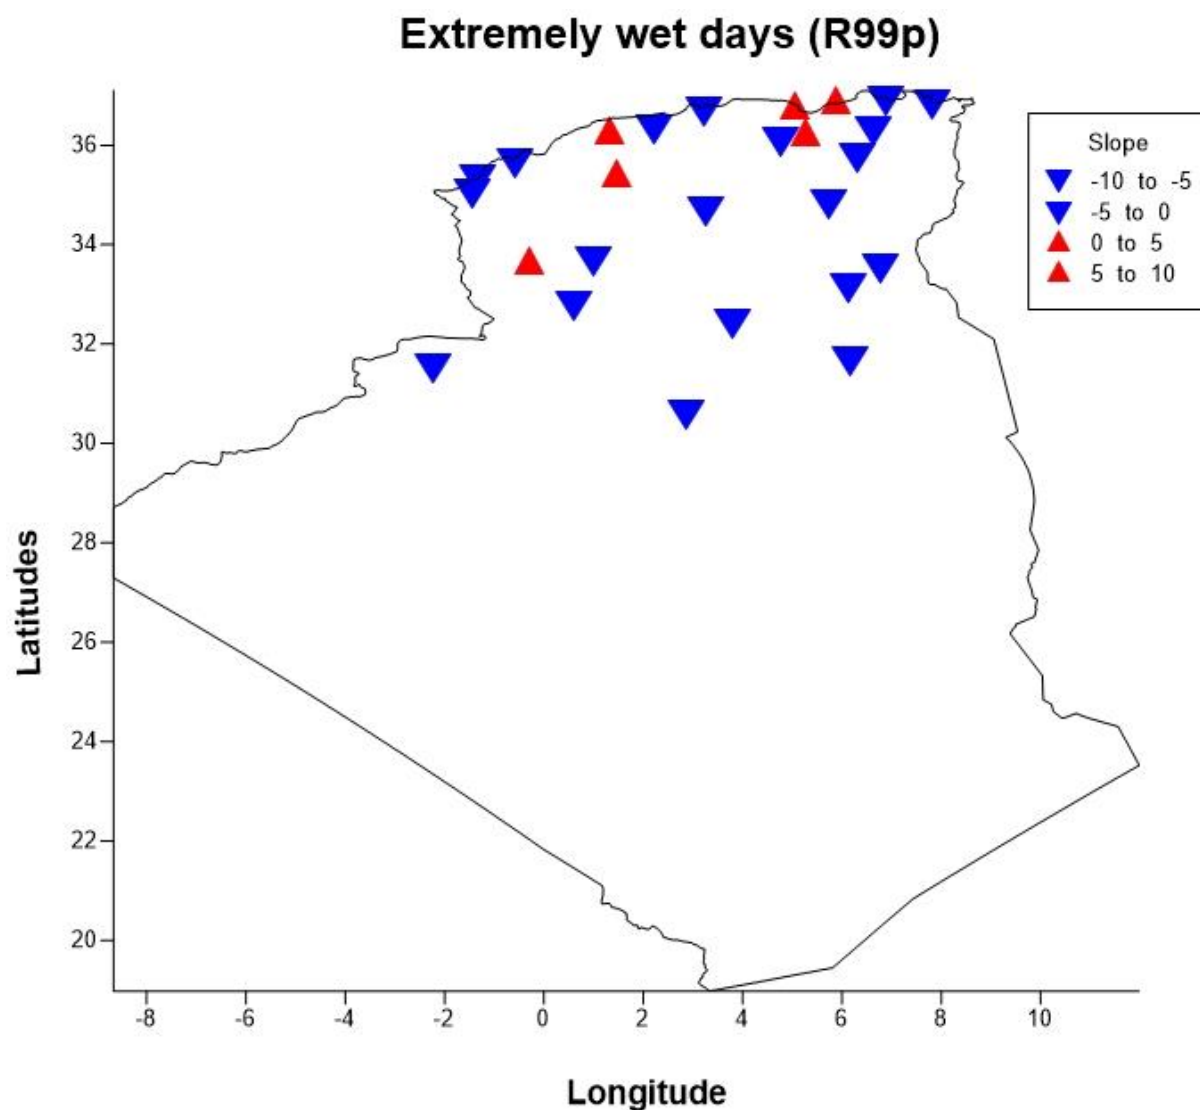 Extremely wet days (R99p)
Slope
-10 to -5
-5 to 0
0 to 5
5 to 10
36
34
32
30
28
26
24
22
20
Latitudes
-8 -6 -4 -2 0 2 4 6 8 10
Longitude